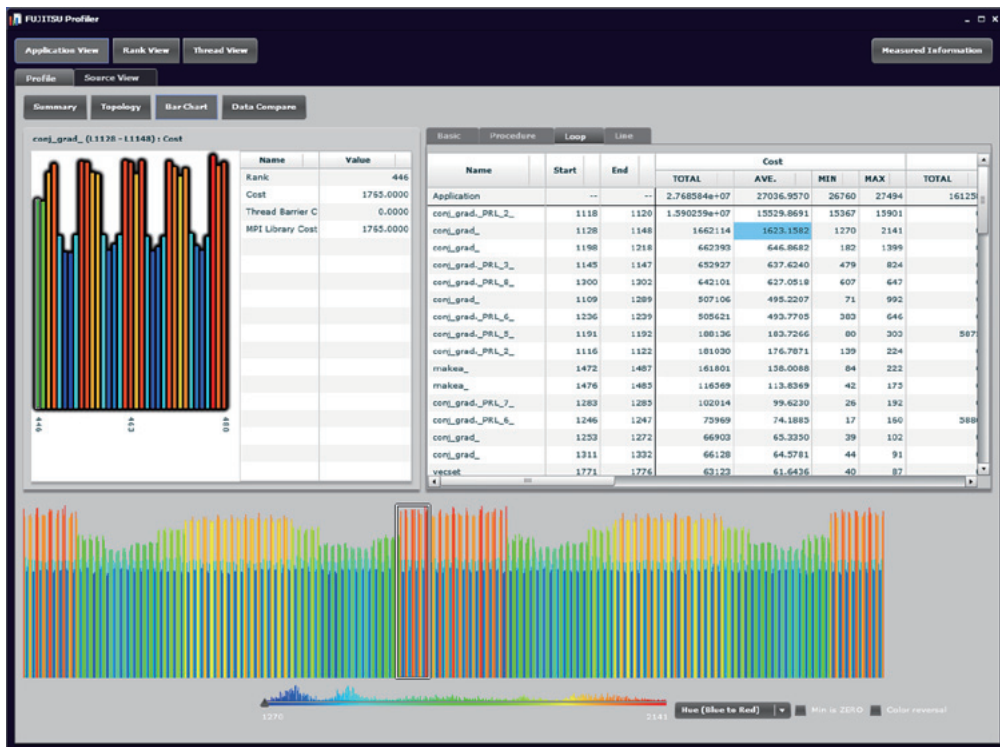 FUJITSU Profiler
Application View Rank View Thread View Measured Information
Profile Source View
Summary Topology Bar Chart Data Compare
conj_grad_ (L1128 - L1148) : Cost
Name Value
Rank 446
Cost 1765.0000
Thread Barrier C 0.0000
MPI Library Cost 1765.0000
446 463 480
Basic Procedure Loop Line
Name Start End Cost
TOTAL AVE. MIN MAX TOTAL
Application -- -- 2.768584e+07 27036.9570 26760 27494 16125
conj_grad._PRL_2_ 1118 1120 1.590259e+07 15529.8691 15367 15901
conj_grad_ 1128 1148 1662114 1623.1582 1270 2141
conj_grad_ 1198 1218 662393 646.8682 182 1399
conj_grad._PRL_3_ 1145 1147 652927 637.6240 479 824
conj_grad._PRL_8_ 1300 1302 642101 627.0518 607 647
conj_grad_ 1109 1289 507106 495.2207 71 992
conj_grad._PRL_6_ 1236 1239 505621 493.7705 383 646
conj_grad._PRL_5_ 1191 1192 188136 183.7266 80 303 587
conj_grad._PRL_2_ 1116 1122 181030 176.7871 139 224
makea_ 1472 1487 161801 158.0088 84 222
makea_ 1476 1485 116569 113.8369 42 175
conj_grad._PRL_7_ 1283 1285 102014 99.6230 26 192
conj_grad._PRL_6_ 1246 1247 75969 74.1885 17 160 588
conj_grad_ 1253 1272 66903 65.3350 39 102
conj_grad_ 1311 1332 66128 64.5781 44 91
vecset 1771 1776 63123 61.6436 40 87
1270 2141
Hue (Blue to Red) Min is ZERO Color reversal